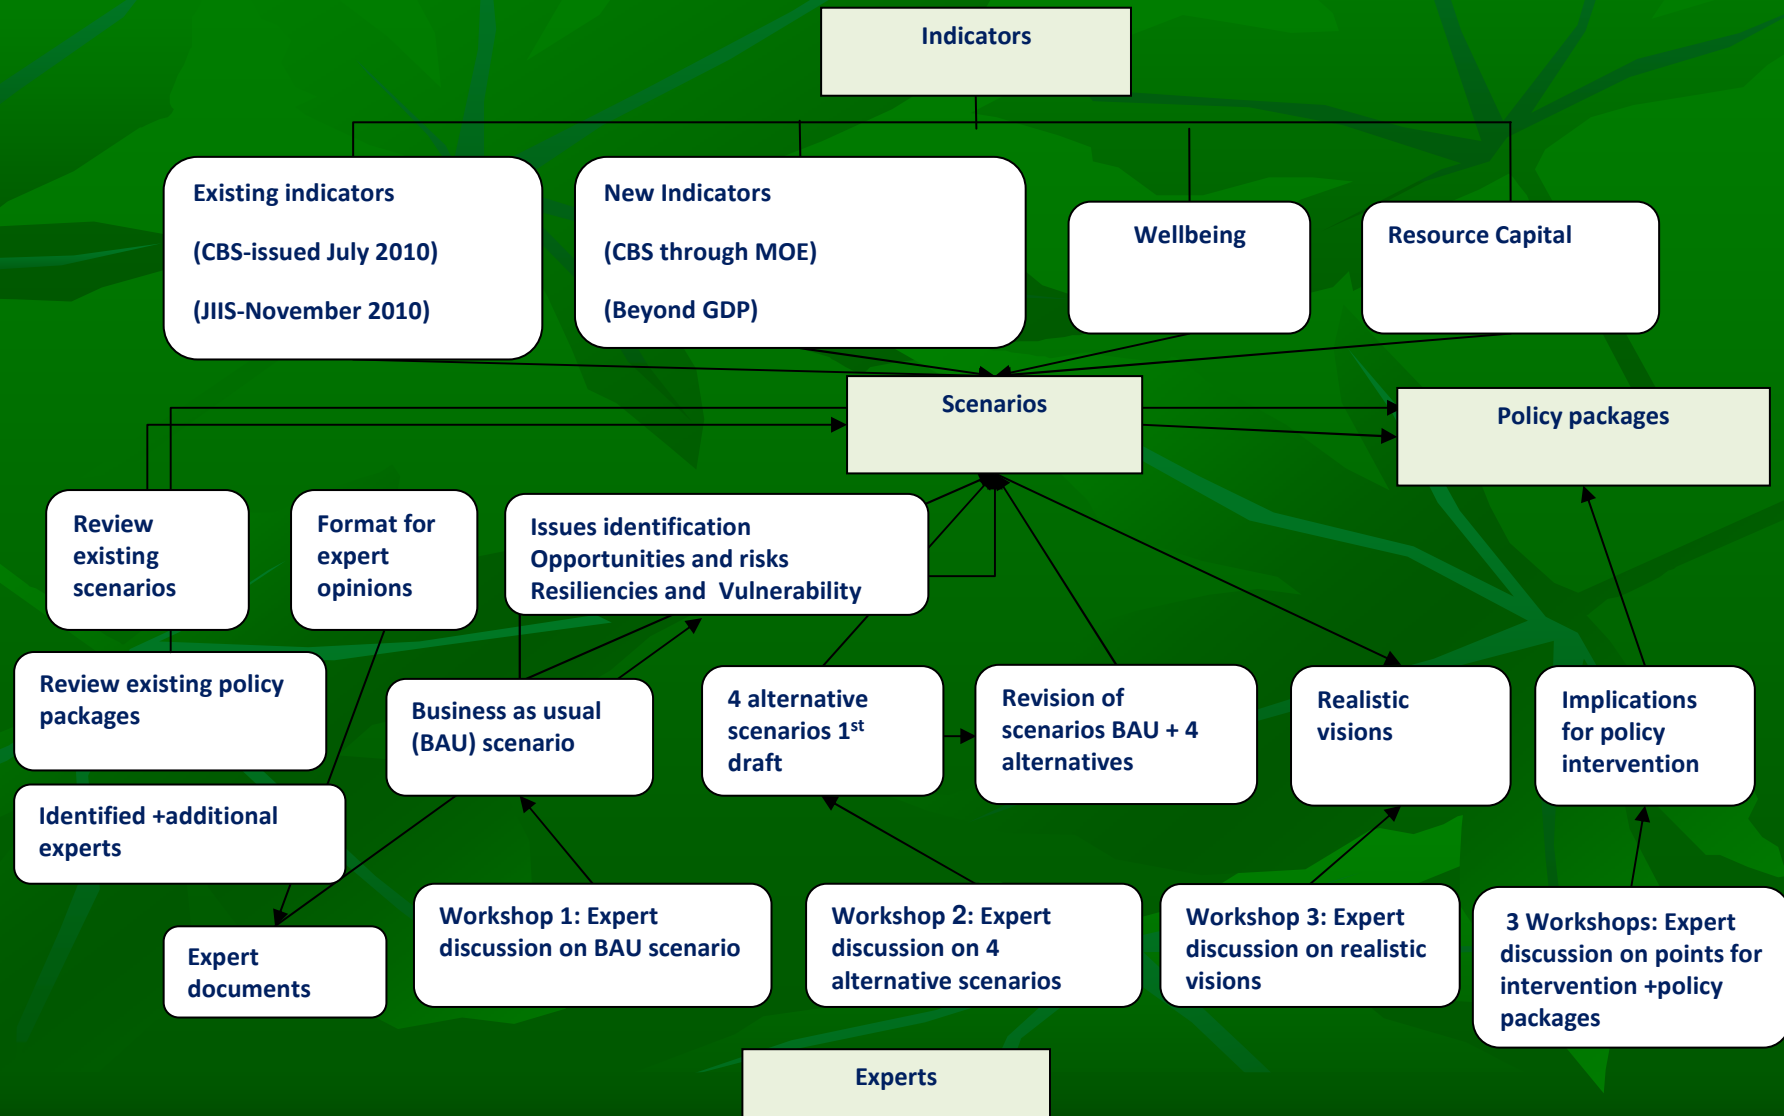 Indicators
Existing indicators
(CBS-issued July 2010)
(JIIS-November 2010)
New Indicators
(CBS through MOE)
(Beyond GDP)
Wellbeing
Resource Capital
Scenarios
Policy packages
Review
existing
scenarios
Format for
expert
opinions
Issues identification
Opportunities and risks
Resiliencies and  Vulnerability
Review existing policy
packages
Business as usual
(BAU) scenario
4 alternative
scenarios 1st
draft
Revision of
scenarios BAU + 4
alternatives
Realistic
visions
Implications
for policy
intervention
Identified +additional
experts
Expert
documents
Workshop 1: Expert
discussion on BAU scenario
Workshop 2: Expert
discussion on 4
alternative scenarios
Workshop 3: Expert
discussion on realistic
visions
3 Workshops: Expert
discussion on points for
intervention +policy
packages
Experts